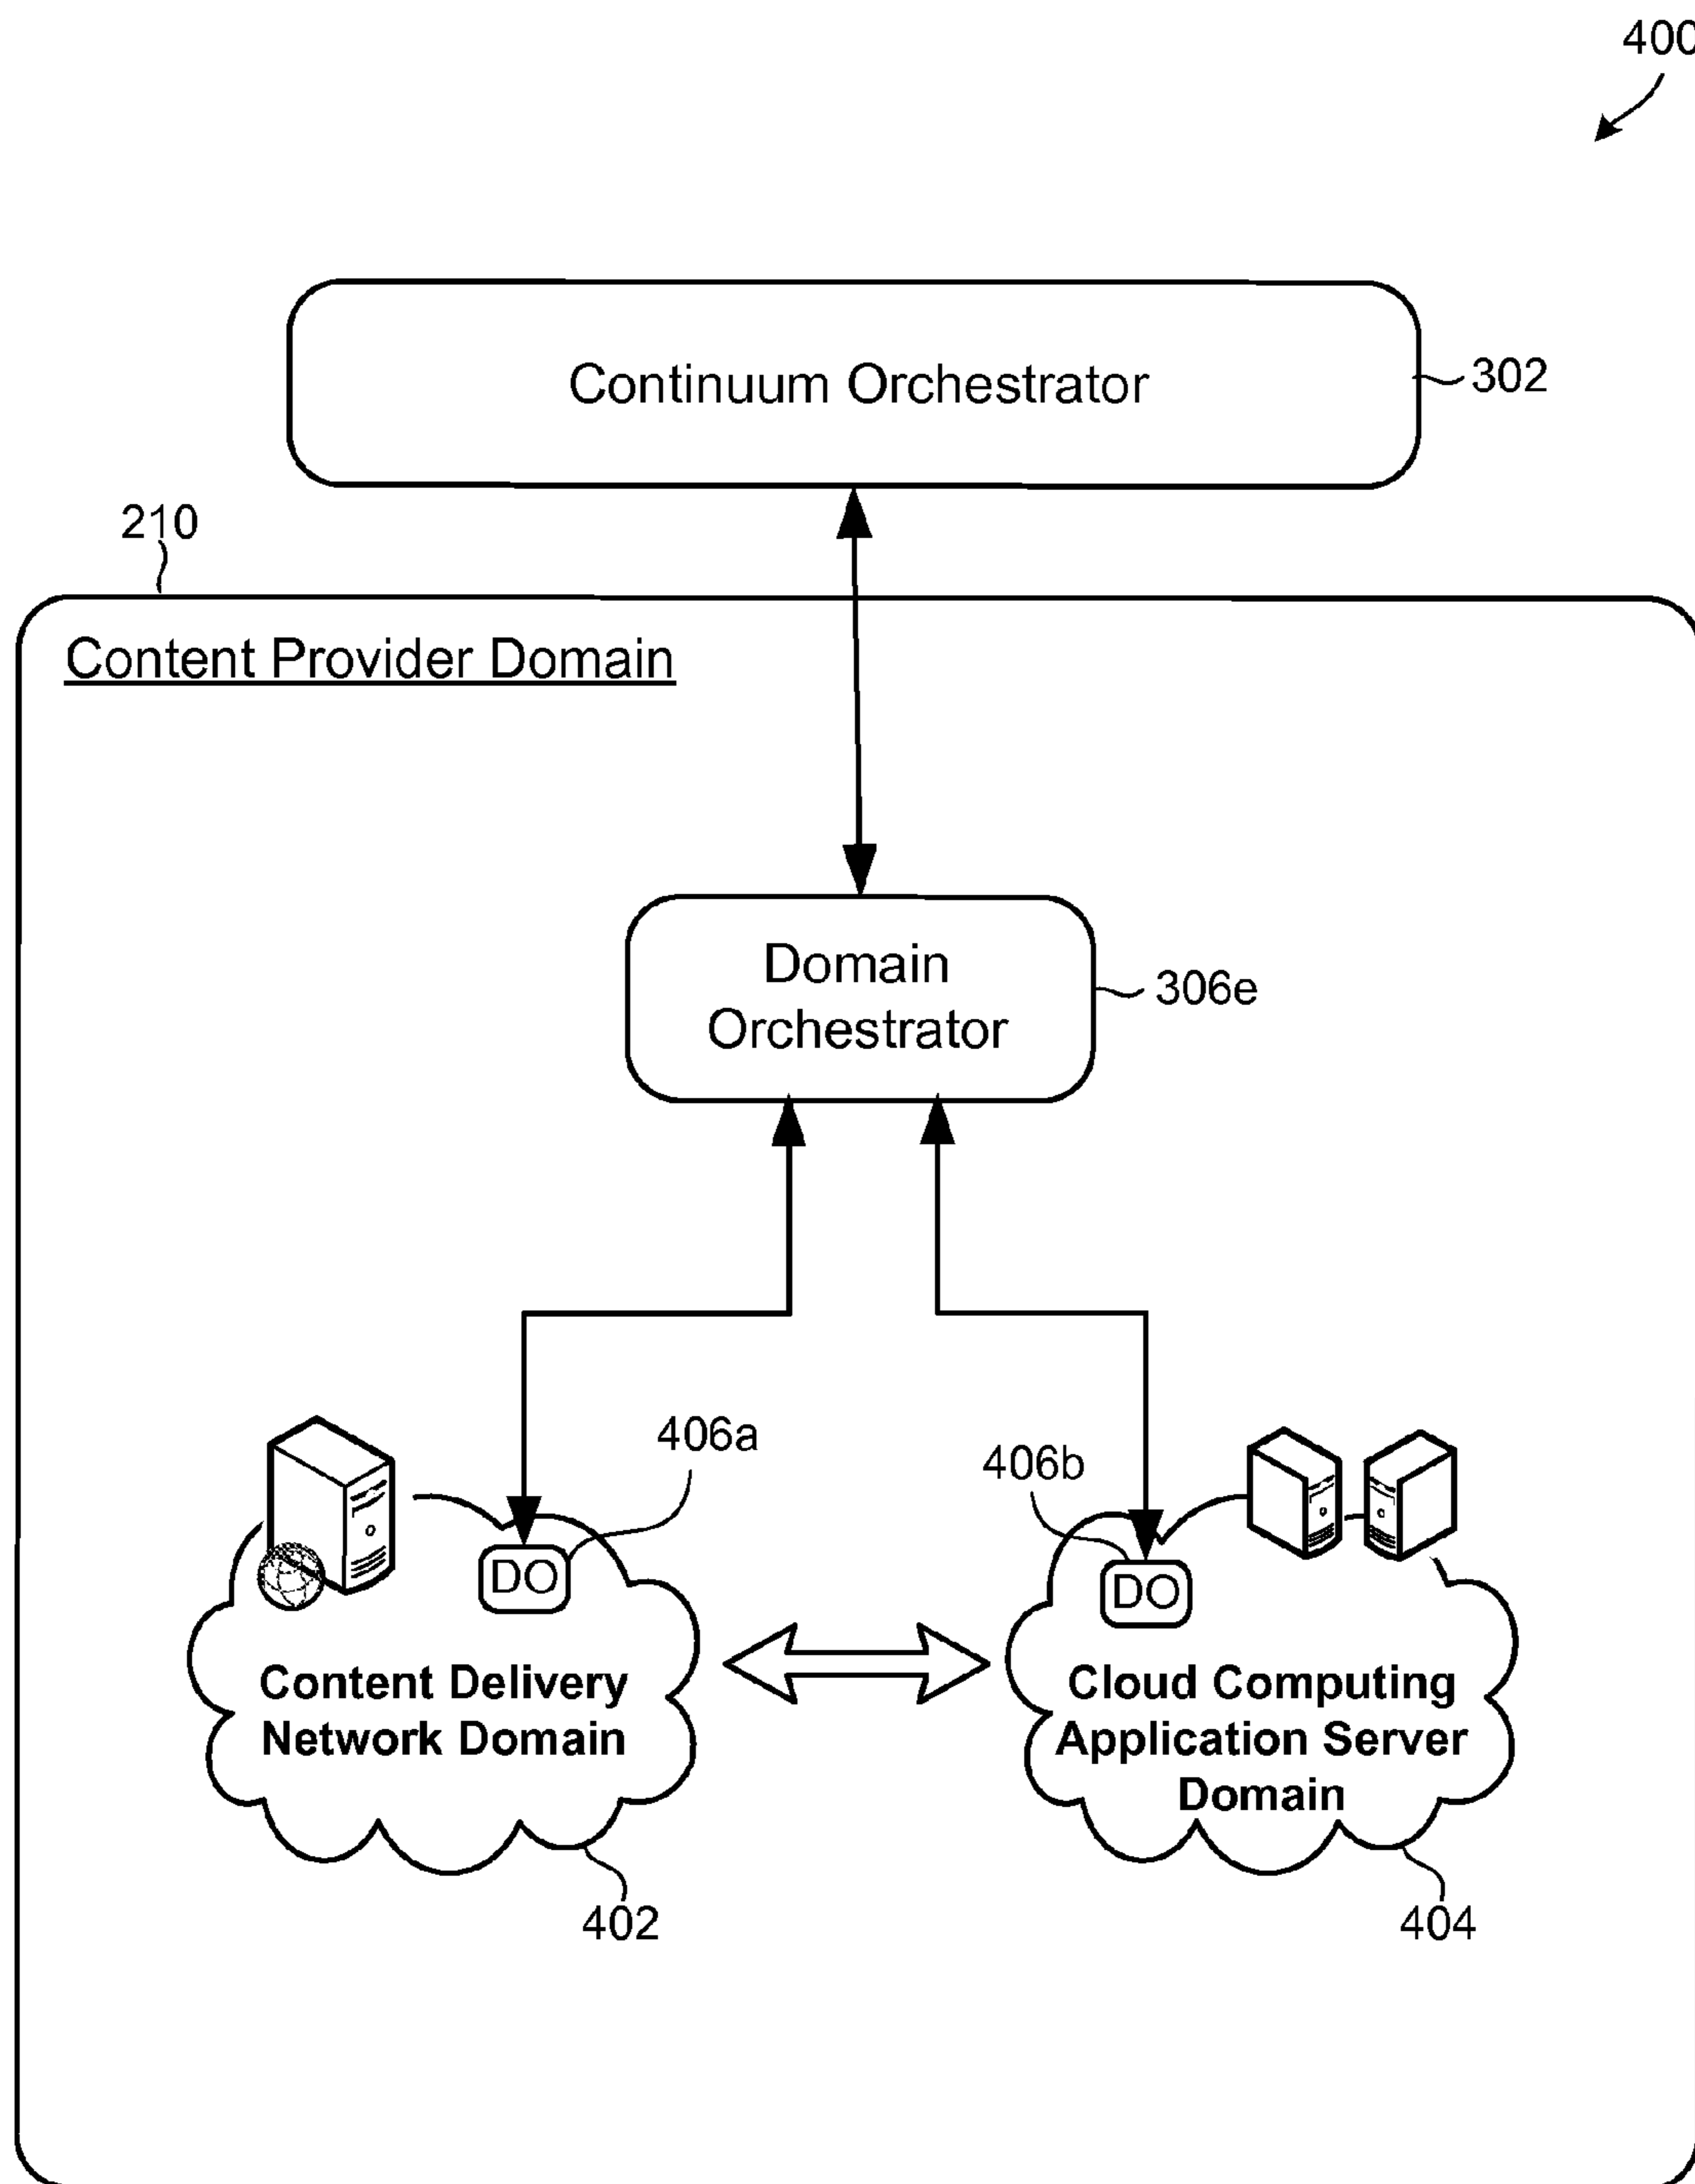 400
Continuum Orchestrator
302
210
Content Provider Domain
Domain
Orchestrator
306e
406a
406b
DO
DO
Content Delivery
Network Domain
Cloud Computing
Application Server
Domain
402
404